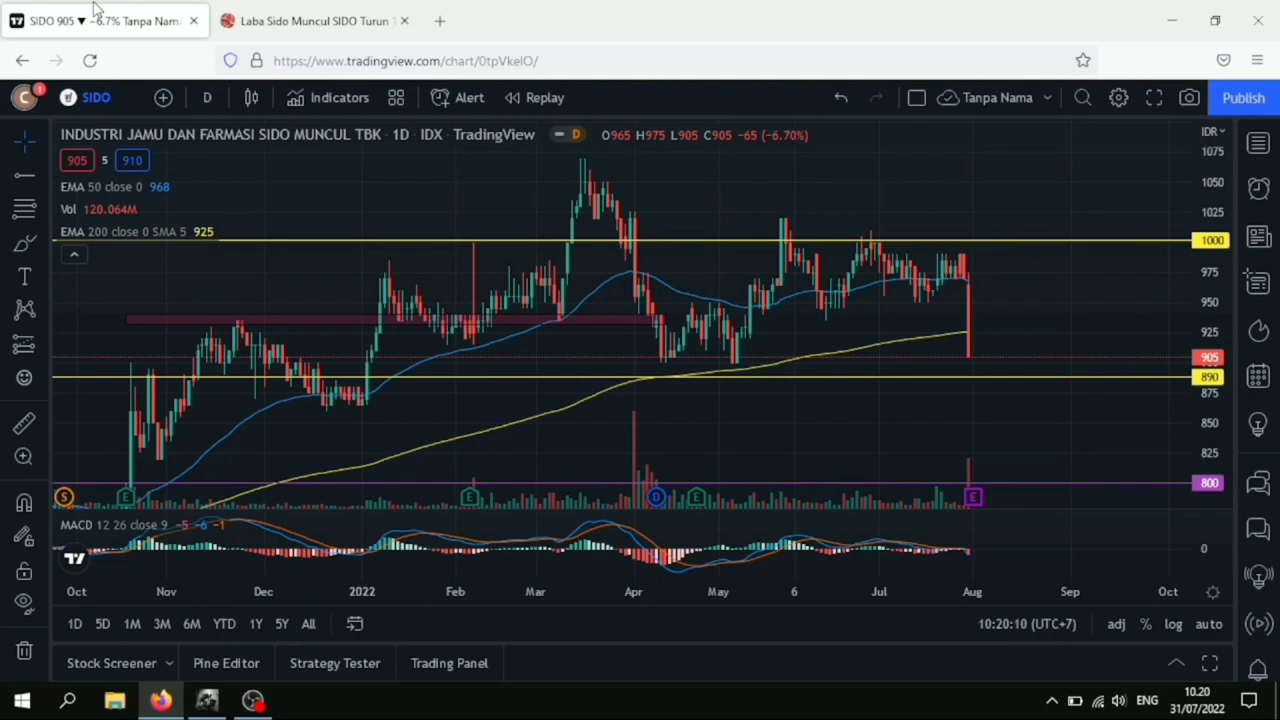 SIDO 905 ▼ −6.7% Tanpa Nam
Laba Sido Muncul SIDO Turun 1
https://www.tradingview.com/chart/0tpVkeIO/
C 1 SIDO D Indicators Alert Replay Tanpa Nama Publish
INDUSTRI JAMU DAN FARMASI SIDO MUNCUL TBK · 1D · IDX · TradingView D O965 H975 L905 C905 -65 (-6.70%)
IDR
905 5 910
EMA 50 close 0 968
Vol 120.064M
EMA 200 close 0 SMA 5 925
1075
1050
1025
1000
975
950
925
905
890
875
850
825
800
S E E D E E
MACD 12 26 close 9 -5 -6 -1
0
Oct Nov Dec 2022 Feb Mar Apr May 6 Jul Aug Sep Oct
1D 5D 1M 3M 6M YTD 1Y 5Y All 10:20:10 (UTC+7) adj % log auto
Stock Screener Pine Editor Strategy Tester Trading Panel
ENG
10.20
31/07/2022